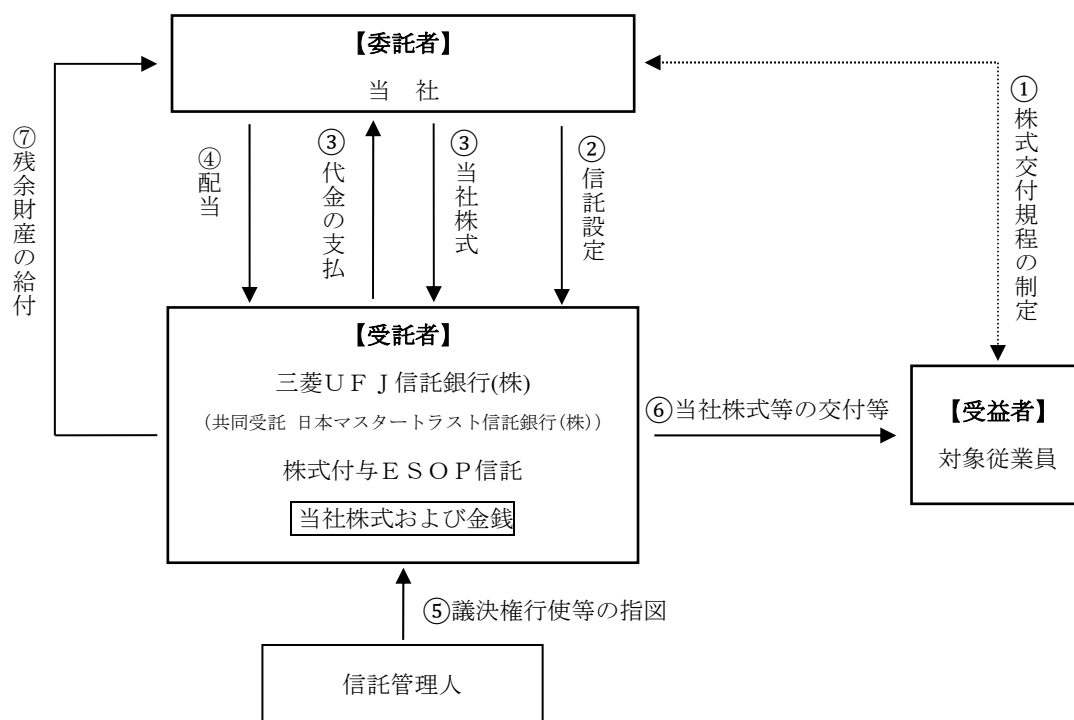 【委託者】
当　社
⑦残余財産の給付
④配当
③代金の支払
③当社株式
②信託設定
①株式交付規程の制定
【受託者】
三菱ＵＦＪ信託銀行(株)
（共同受託 日本マスタートラスト信託銀行(株)）
株式付与ＥＳＯＰ信託
当社株式および金銭
⑥当社株式等の交付等
【受益者】
対象従業員
⑤議決権行使等の指図
信託管理人